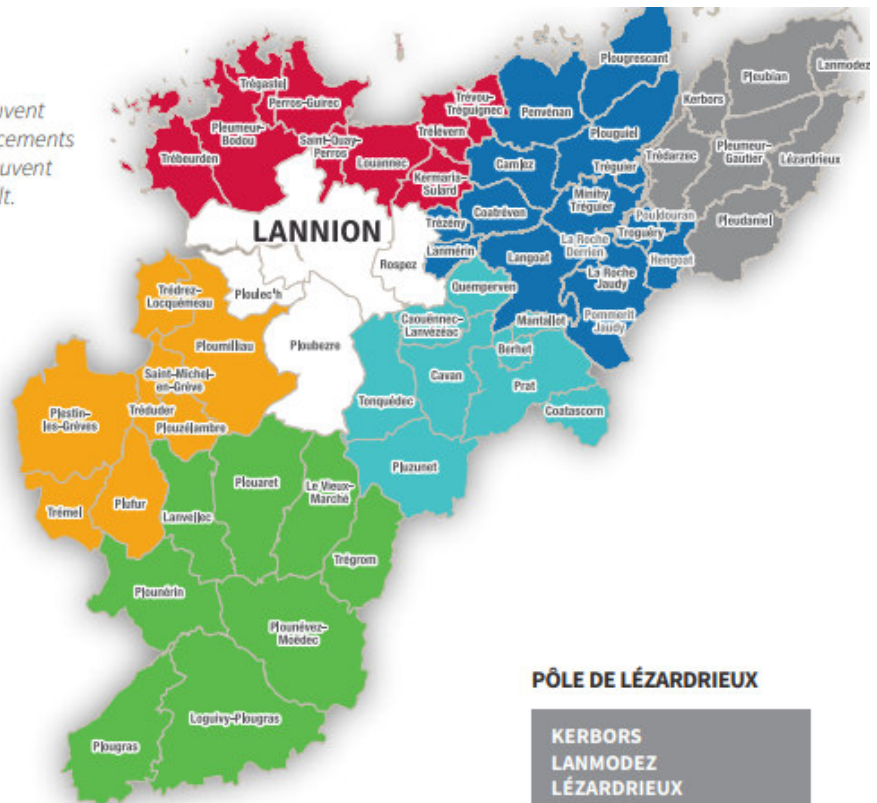 uvent
cements
uvent
lt.
Plougrescant
Pleubian
Lanmodez
Trégastel
Perros-Guirec
Trévou-
Tréguignec
Penvénan
Kerbors
Pleumeur-
Bodou
Saint-Quay-
Perros
Trélévern
Plouguiel
Trébeurden
Louannec
Camlez
Tréguier
Trédarzec
Pleumeur-
Gautier
Lézardrieux
Kermaria-
Sulard
Minihy
Tréguier
Coatréven
Pouldouran
Pleudaniel
Trézény
Troguéry
LANNION
La Roche
Derrien
Lanmérin
Langoat
Hengoat
Rospez
La Roche
Jaudy
Quemperven
Trédrez-
Locquémeau
Ploulec'h
Caouënnec-
Lanvézéac
Mantallot
Pommerit
Jaudy
Ploumilliau
Ploubezre
Berhet
Saint-Michel-
en-Grève
Cavan
Prat
Tonquédec
Plestin-
les-Grèves
Tréduder
Coatascorn
Plouzélambre
Pluzunet
Plouaret
Le Vieux-
Marché
Trémel
Plufur
Lanvellec
Trégrom
Plounérin
Plounévez-
Moëdec
Loguivy-Plougras
Plougras
PÔLE DE LÉZARDRIEUX
KERBORS
LANMODEZ
LÉZARDRIEUX